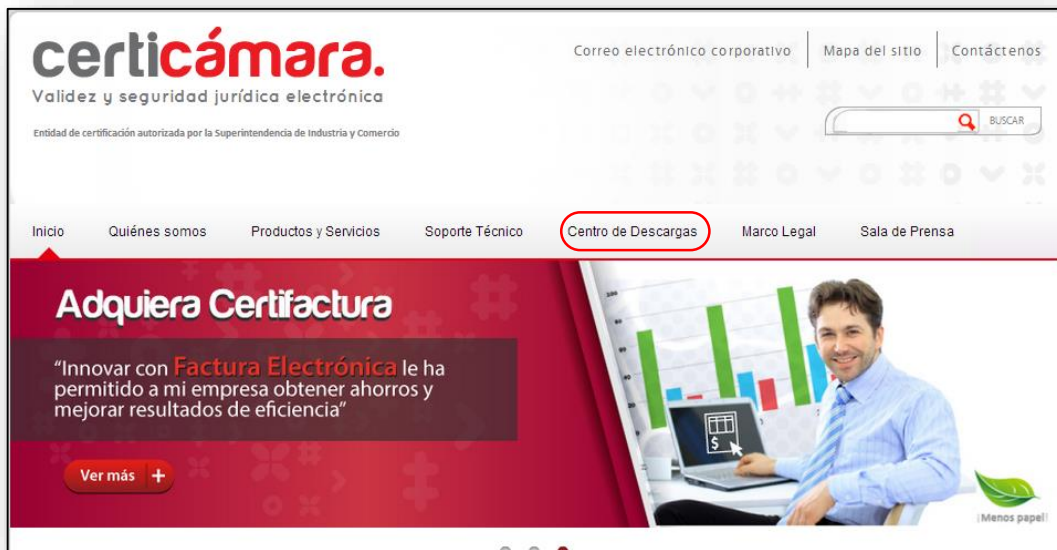 certicámara.
Validez y seguridad jurídica electrónica
Entidad de certificación autorizada por la Superintendencia de Industria y Comercio
Correo electrónico corporativo
Mapa del sitio
Contáctenos
BUSCAR
Inicio
Quiénes somos
Productos y Servicios
Soporte Técnico
Centro de Descargas
Marco Legal
Sala de Prensa
Adquiera Certifactura
“Innovar con Factura Electrónica le ha
permitido a mi empresa obtener ahorros y
mejorar resultados de eficiencia”
Ver más +
$
¡Menos papel!